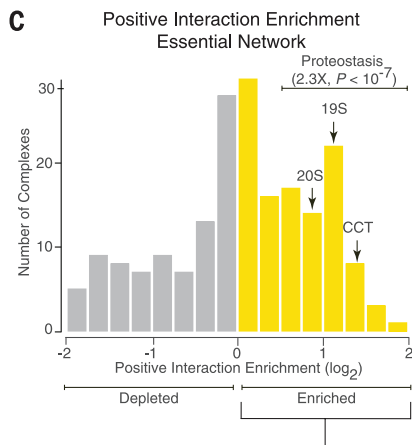 C
Positive Interaction Enrichment
Essential Network
Proteostasis
(2.3X, P < 10⁻⁷)
19S
20S
CCT
Number of Complexes
30
20
10
0
-2
-1
0
1
2
Positive Interaction Enrichment (log₂)
Depleted
Enriched